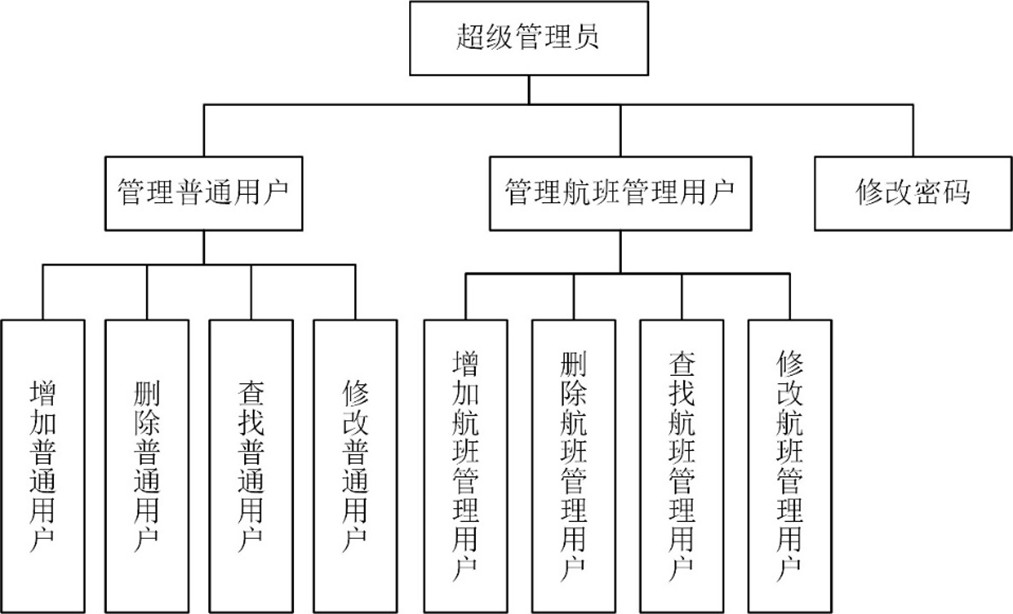 超级管理员
管理普通用户
管理航班管理用户
修改密码
增加普通用户
删除普通用户
查找普通用户
修改普通用户
增加航班管理用户
删除航班管理用户
查找航班管理用户
修改航班管理用户